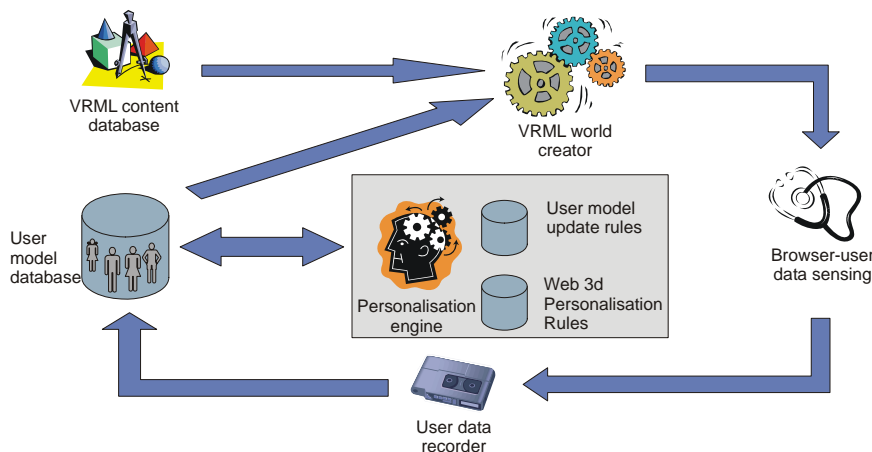 VRML content
database
VRML world
creator
User
model
database
User model
update rules
Personalisation
engine
Web 3d
Personalisation
Rules
Browser-user
data sensing
User data
recorder